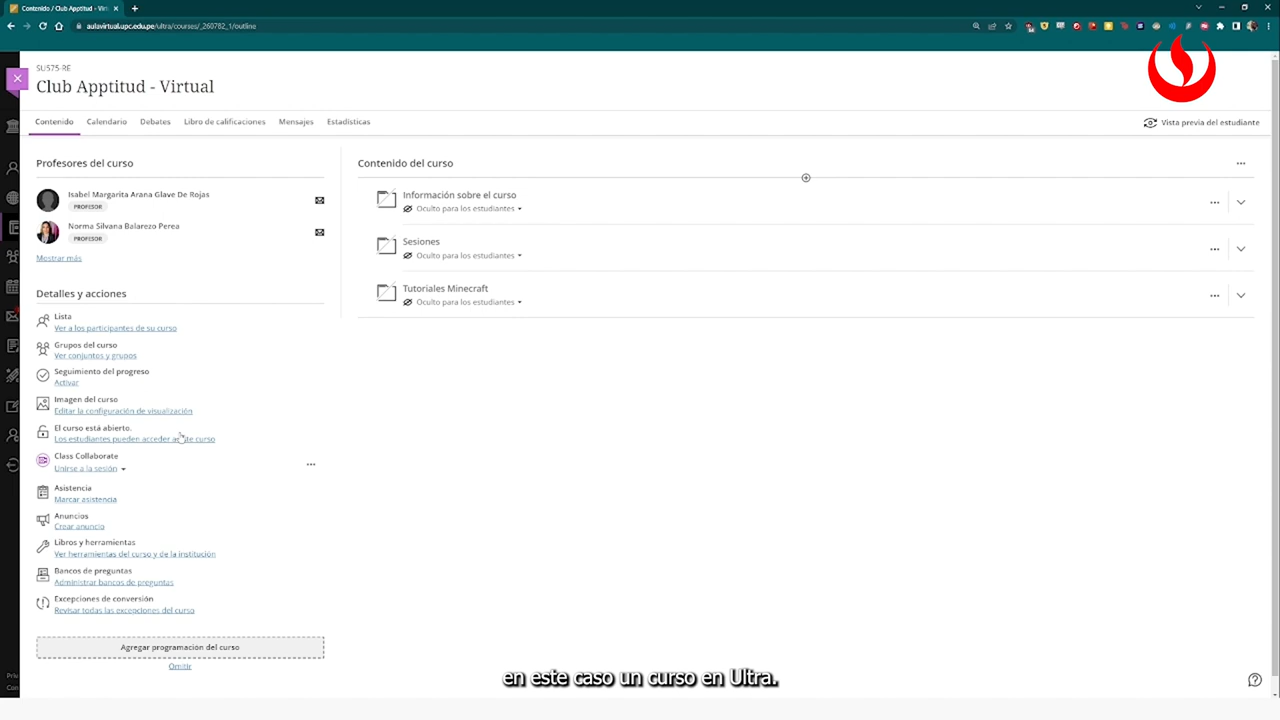 Contenido / Club Apptitud - Virtual
aulavirtual.upc.edu.pe/ultra/courses/_260782_1/outline
SU575-RE
Club Apptitud - Virtual
Contenido
Calendario
Debates
Libro de calificaciones
Mensajes
Estadísticas
Vista previa del estudiante
Profesores del curso
Isabel Margarita Arana Glave De Rojas
PROFESOR
Norma Silvana Balarezo Perea
PROFESOR
Mostrar más
Detalles y acciones
Lista
Ver a los participantes de su curso
Grupos del curso
Ver conjuntos y grupos
Seguimiento del progreso
Activar
Imagen del curso
Editar la configuración de visualización
El curso está abierto.
Los estudiantes pueden acceder a este curso
Class Collaborate
Unirse a la sesión
Asistencia
Marcar asistencia
Anuncios
Crear anuncio
Libros y herramientas
Ver herramientas del curso y de la institución
Bancos de preguntas
Administrar bancos de preguntas
Excepciones de conversión
Revisar todas las excepciones del curso
Agregar programación del curso
Omitir
Contenido del curso
Información sobre el curso
Oculto para los estudiantes
Sesiones
Oculto para los estudiantes
Tutoriales Minecraft
Oculto para los estudiantes
Priv
en este caso un curso en Ultra.